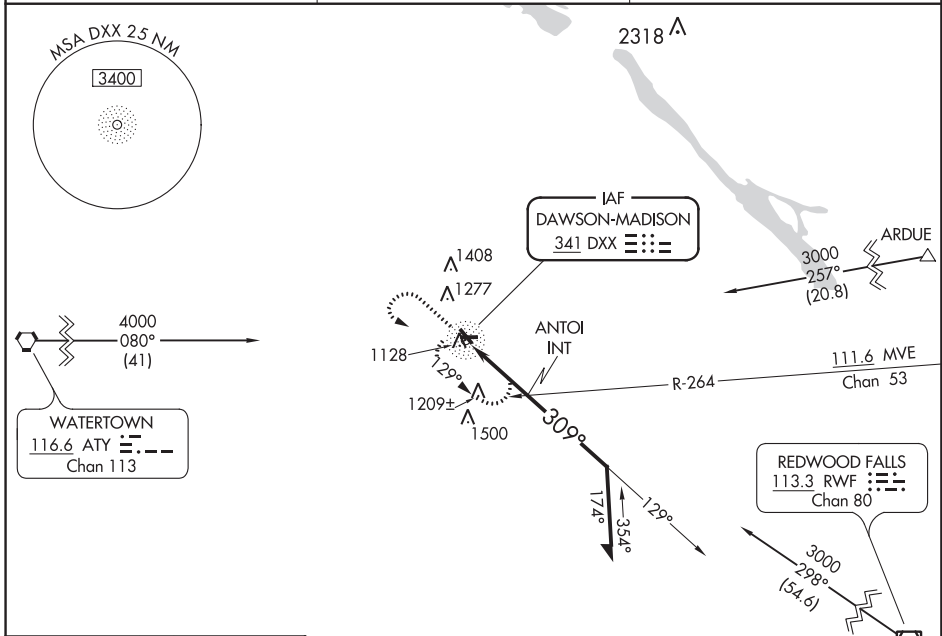 MSA DXX 25 NM
3400
2318
IAF
DAWSON-MADISON
341 DXX
ARDUE
3000
257°
(20.8)
1408
1277
4000
080°
(41)
ANTOI
INT
1128
129°
111.6 MVE
Chan 53
R-264
1209±
1500
309°
WATERTOWN
116.6 ATY
Chan 113
REDWOOD FALLS
113.3 RWF
Chan 80
174°
354°
129°
3000
298°
(54.6)